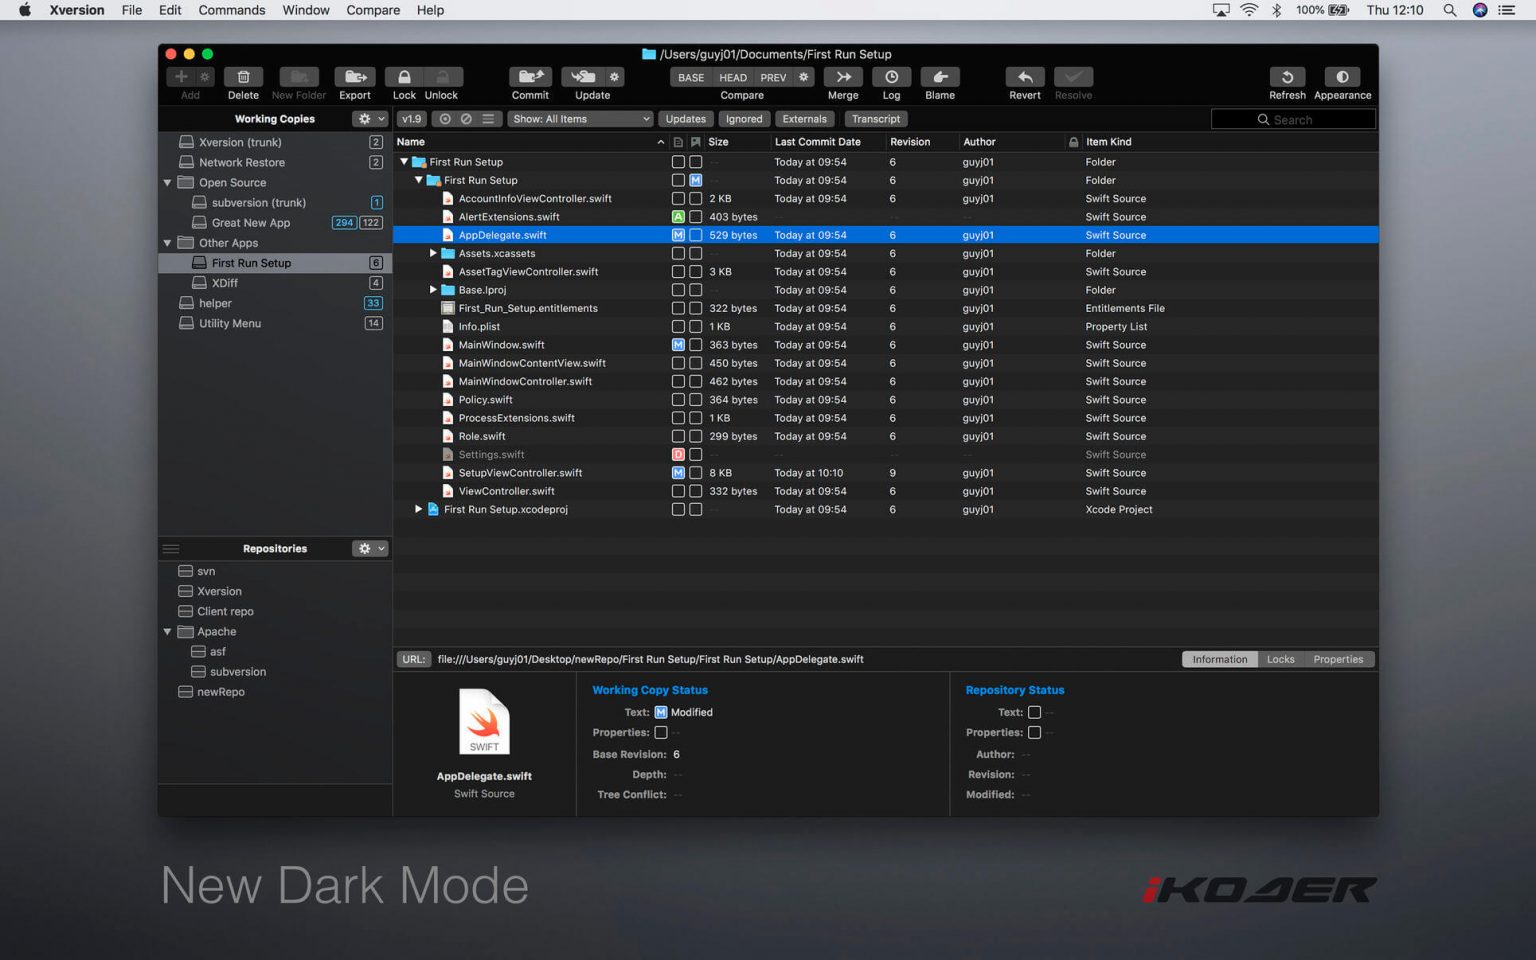 Xversion File Edit Commands Window Compare Help 100% Thu 12:10
/Users/guyj01/Documents/First Run Setup
BASE HEAD PREV
Add Delete New Folder Export Lock Unlock Commit Update Compare Merge Log Blame Revert Resolve Refresh Appearance
Working Copies
v1.9 Show: All Items Updates Ignored Externals Transcript Search
Xversion (trunk) 2
Network Restore 2
Open Source
subversion (trunk) 1
Great New App 294 122
Other Apps
First Run Setup 6
XDiff 4
helper 33
Utility Menu 14
Name Size Last Commit Date Revision Author Item Kind
First Run Setup -- Today at 09:54 6 guyj01 Folder
First Run Setup M -- Today at 09:54 6 guyj01 Folder
AccountInfoViewController.swift 2 KB Today at 09:54 6 guyj01 Swift Source
AlertExtensions.swift A 403 bytes -- -- -- Swift Source
AppDelegate.swift M 529 bytes Today at 09:54 6 guyj01 Swift Source
Assets.xcassets -- Today at 09:54 6 guyj01 Folder
AssetTagViewController.swift 3 KB Today at 09:54 6 guyj01 Swift Source
Base.lproj -- Today at 09:54 6 guyj01 Folder
First_Run_Setup.entitlements 322 bytes Today at 09:54 6 guyj01 Entitlements File
Info.plist 1 KB Today at 09:54 6 guyj01 Property List
MainWindow.swift M 363 bytes Today at 09:54 6 guyj01 Swift Source
MainWindowContentView.swift 450 bytes Today at 09:54 6 guyj01 Swift Source
MainWindowController.swift 462 bytes Today at 09:54 6 guyj01 Swift Source
Policy.swift 364 bytes Today at 09:54 6 guyj01 Swift Source
ProcessExtensions.swift 1 KB Today at 09:54 6 guyj01 Swift Source
Role.swift 299 bytes Today at 09:54 6 guyj01 Swift Source
Settings.swift D -- -- -- -- Swift Source
SetupViewController.swift M 8 KB Today at 10:10 9 guyj01 Swift Source
ViewController.swift 332 bytes Today at 09:54 6 guyj01 Swift Source
First Run Setup.xcodeproj -- Today at 09:54 6 guyj01 Xcode Project
Repositories
svn
Xversion
Client repo
Apache
asf
subversion
newRepo
URL: file:///Users/guyj01/Desktop/newRepo/First Run Setup/First Run Setup/AppDelegate.swift
Information Locks Properties
SWIFT
AppDelegate.swift
Swift Source
Working Copy Status
Text: M Modified
Properties: --
Base Revision: 6
Depth: --
Tree Conflict: --
Repository Status
Text: --
Properties: --
Author: --
Revision: --
Modified: --
New Dark Mode
iKODER